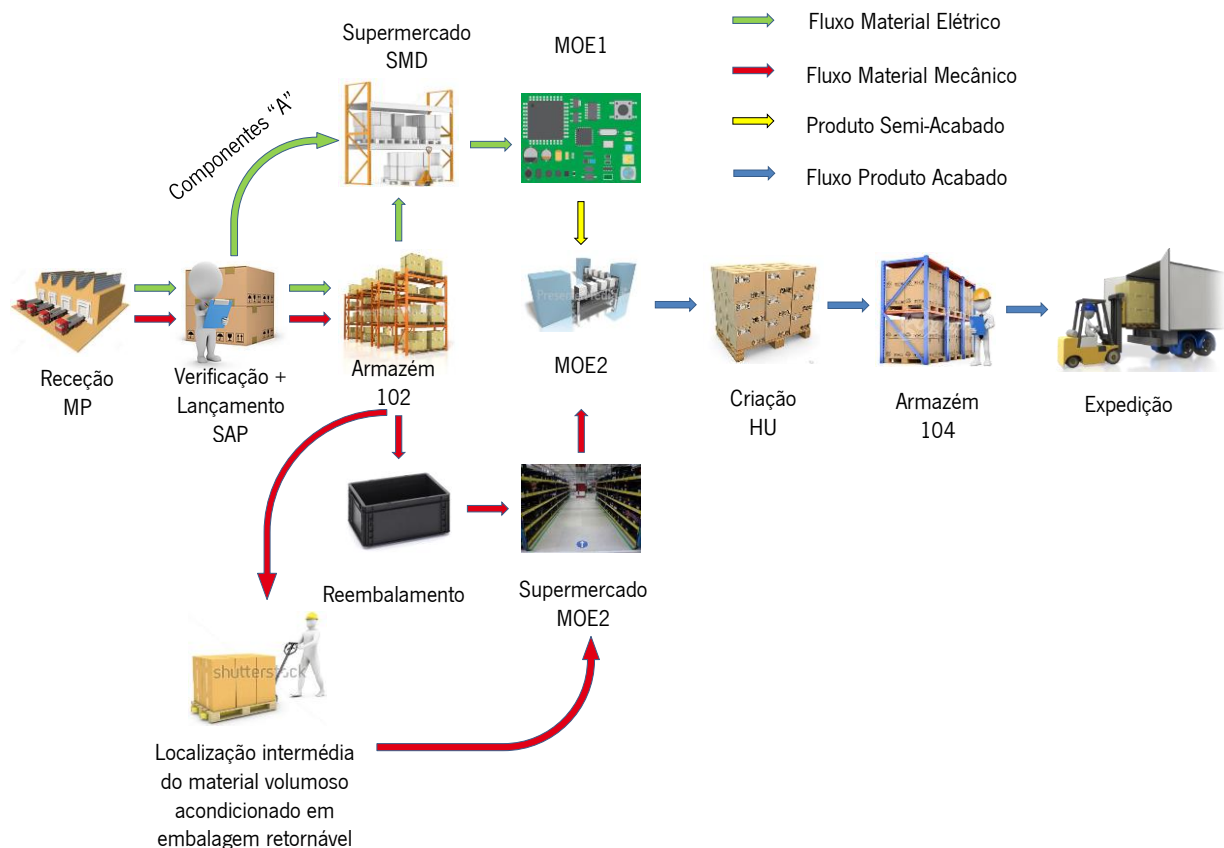 Supermercado
SMD
MOE1
Fluxo Material Elétrico
Fluxo Material Mecânico
Produto Semi-Acabado
Fluxo Produto Acabado
Componentes “A”
Receção
MP
Verificação +
Lançamento
SAP
Armazém
102
MOE2
Criação
HU
Armazém
104
Expedição
Reembalamento
Supermercado
MOE2
shutterstock
Localização intermédia
do material volumoso
acondicionado em
embalagem retornável